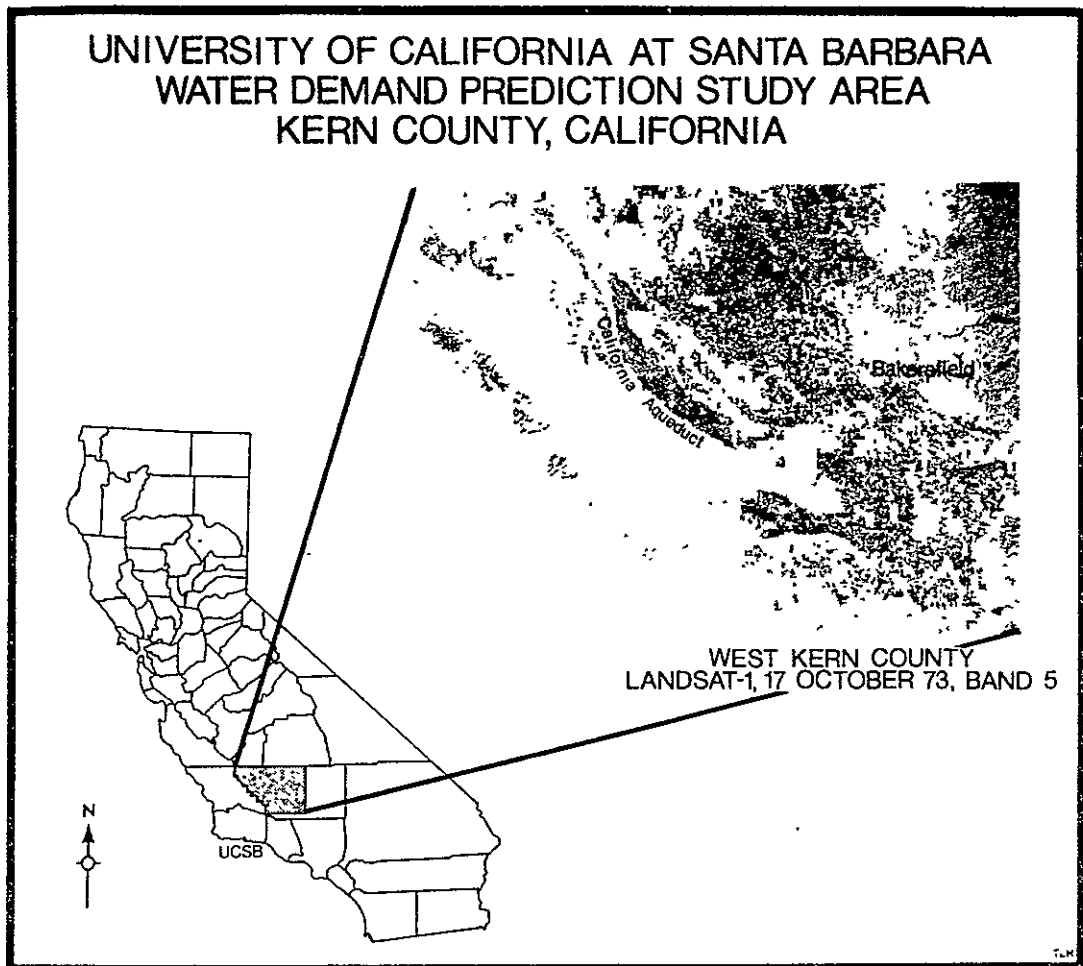 UNIVERSITY OF CALIFORNIA AT SANTA BARBARA
WATER DEMAND PREDICTION STUDY AREA
KERN COUNTY, CALIFORNIA
California Aqueduct
Bakersfield
WEST KERN COUNTY
LANDSAT-1, 17 OCTOBER 73, BAND 5
N
UCSB